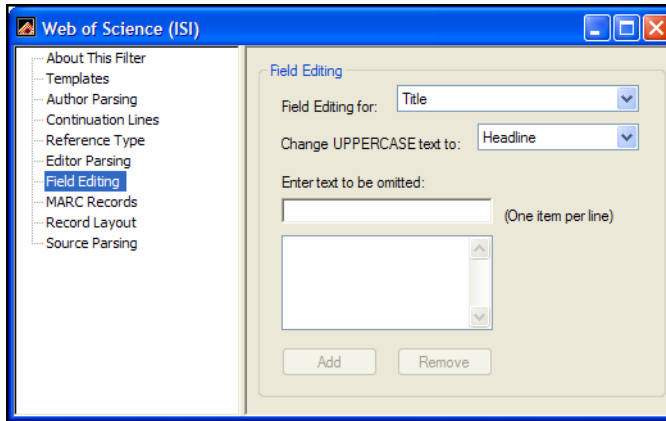 Web of Science (ISI)
About This Filter
Templates
Author Parsing
Continuation Lines
Reference Type
Editor Parsing
Field Editing
MARC Records
Record Layout
Source Parsing
Field Editing
Field Editing for: Title
Change UPPERCASE text to: Headline
Enter text to be omitted:
(One item per line)
Add Remove